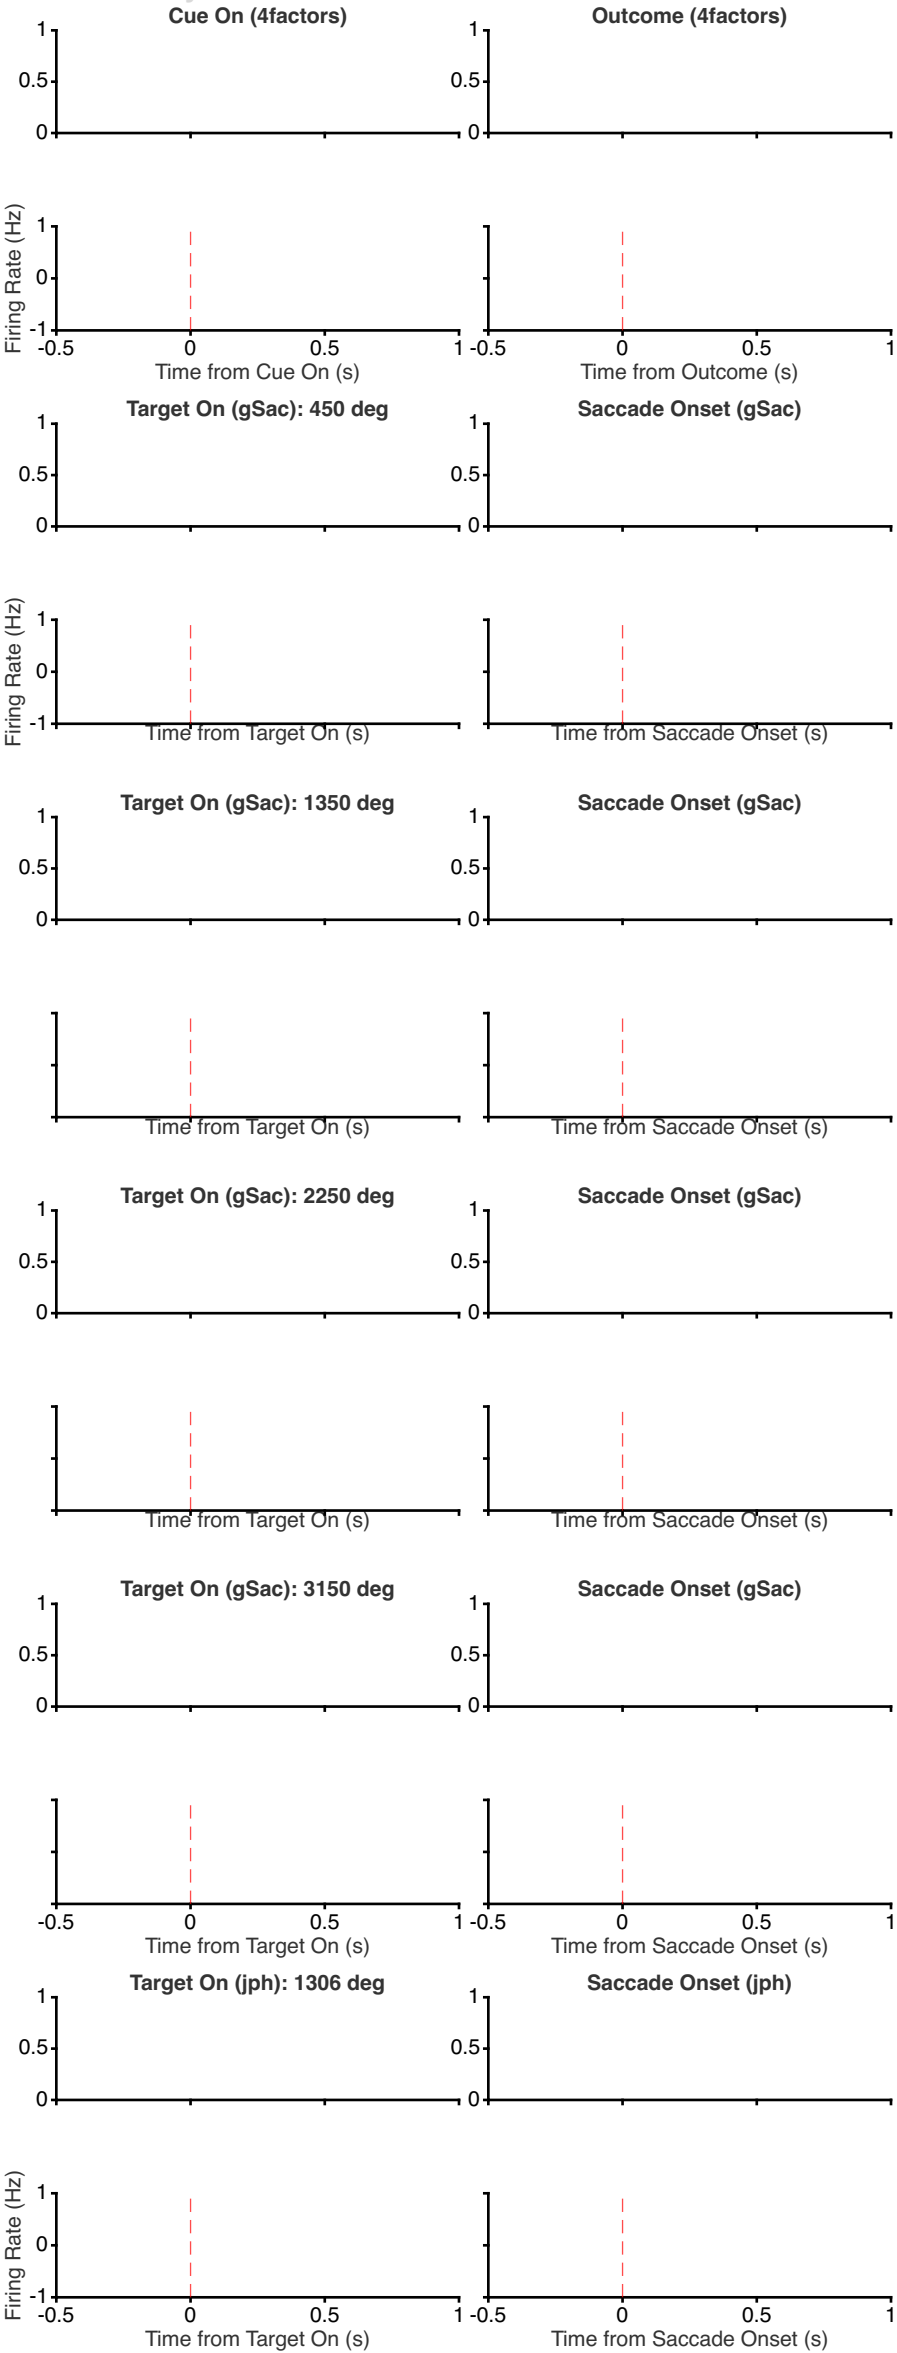 Cue On (4factors) Outcome (4factors)
1 1
0.5 0.5
0 0
Firing Rate (Hz)
1
0
-1
-0.5 0 0.5 1 -0.5 0 0.5 1
Time from Cue On (s) Time from Outcome (s)
Target On (gSac): 450 deg Saccade Onset (gSac)
1 1
0.5 0.5
0 0
Firing Rate (Hz)
1
0
-1
Time from Target On (s) Time from Saccade Onset (s)
Target On (gSac): 1350 deg Saccade Onset (gSac)
1 1
0.5 0.5
0 0
Time from Target On (s) Time from Saccade Onset (s)
Target On (gSac): 2250 deg Saccade Onset (gSac)
1 1
0.5 0.5
0 0
Time from Target On (s) Time from Saccade Onset (s)
Target On (gSac): 3150 deg Saccade Onset (gSac)
1 1
0.5 0.5
0 0
-0.5 0 0.5 1 -0.5 0 0.5 1
Time from Target On (s) Time from Saccade Onset (s)
Target On (jph): 1306 deg Saccade Onset (jph)
1 1
0.5 0.5
0 0
Firing Rate (Hz)
1
0
-1
-0.5 0 0.5 1 -0.5 0 0.5 1
Time from Target On (s) Time from Saccade Onset (s)